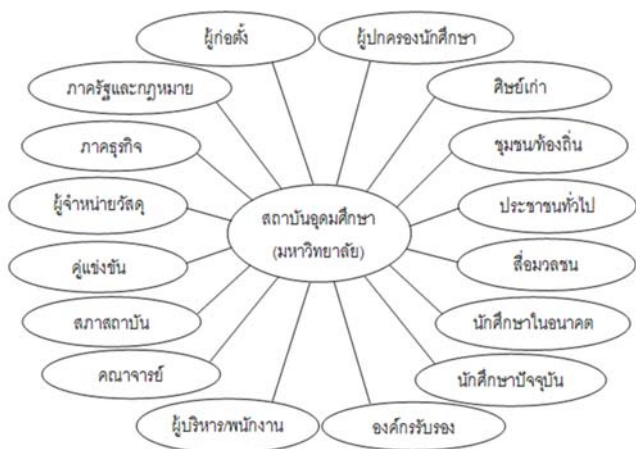 ผู้ก่อตั้ง
ผู้ปกครองนักศึกษา
ภาครัฐและกฎหมาย
ศิษย์เก่า
ภาคธุรกิจ
ชุมชน/ท้องถิ่น
ผู้จำหน่ายวัสดุ
ประชาชนทั่วไป
สถาบันอุดมศึกษา
(มหาวิทยาลัย)
คู่แข่งขัน
สื่อมวลชน
สภาสถาบัน
นักศึกษาในอนาคต
คณาจารย์
นักศึกษาปัจจุบัน
ผู้บริหาร/พนักงาน
องค์กรรับรอง